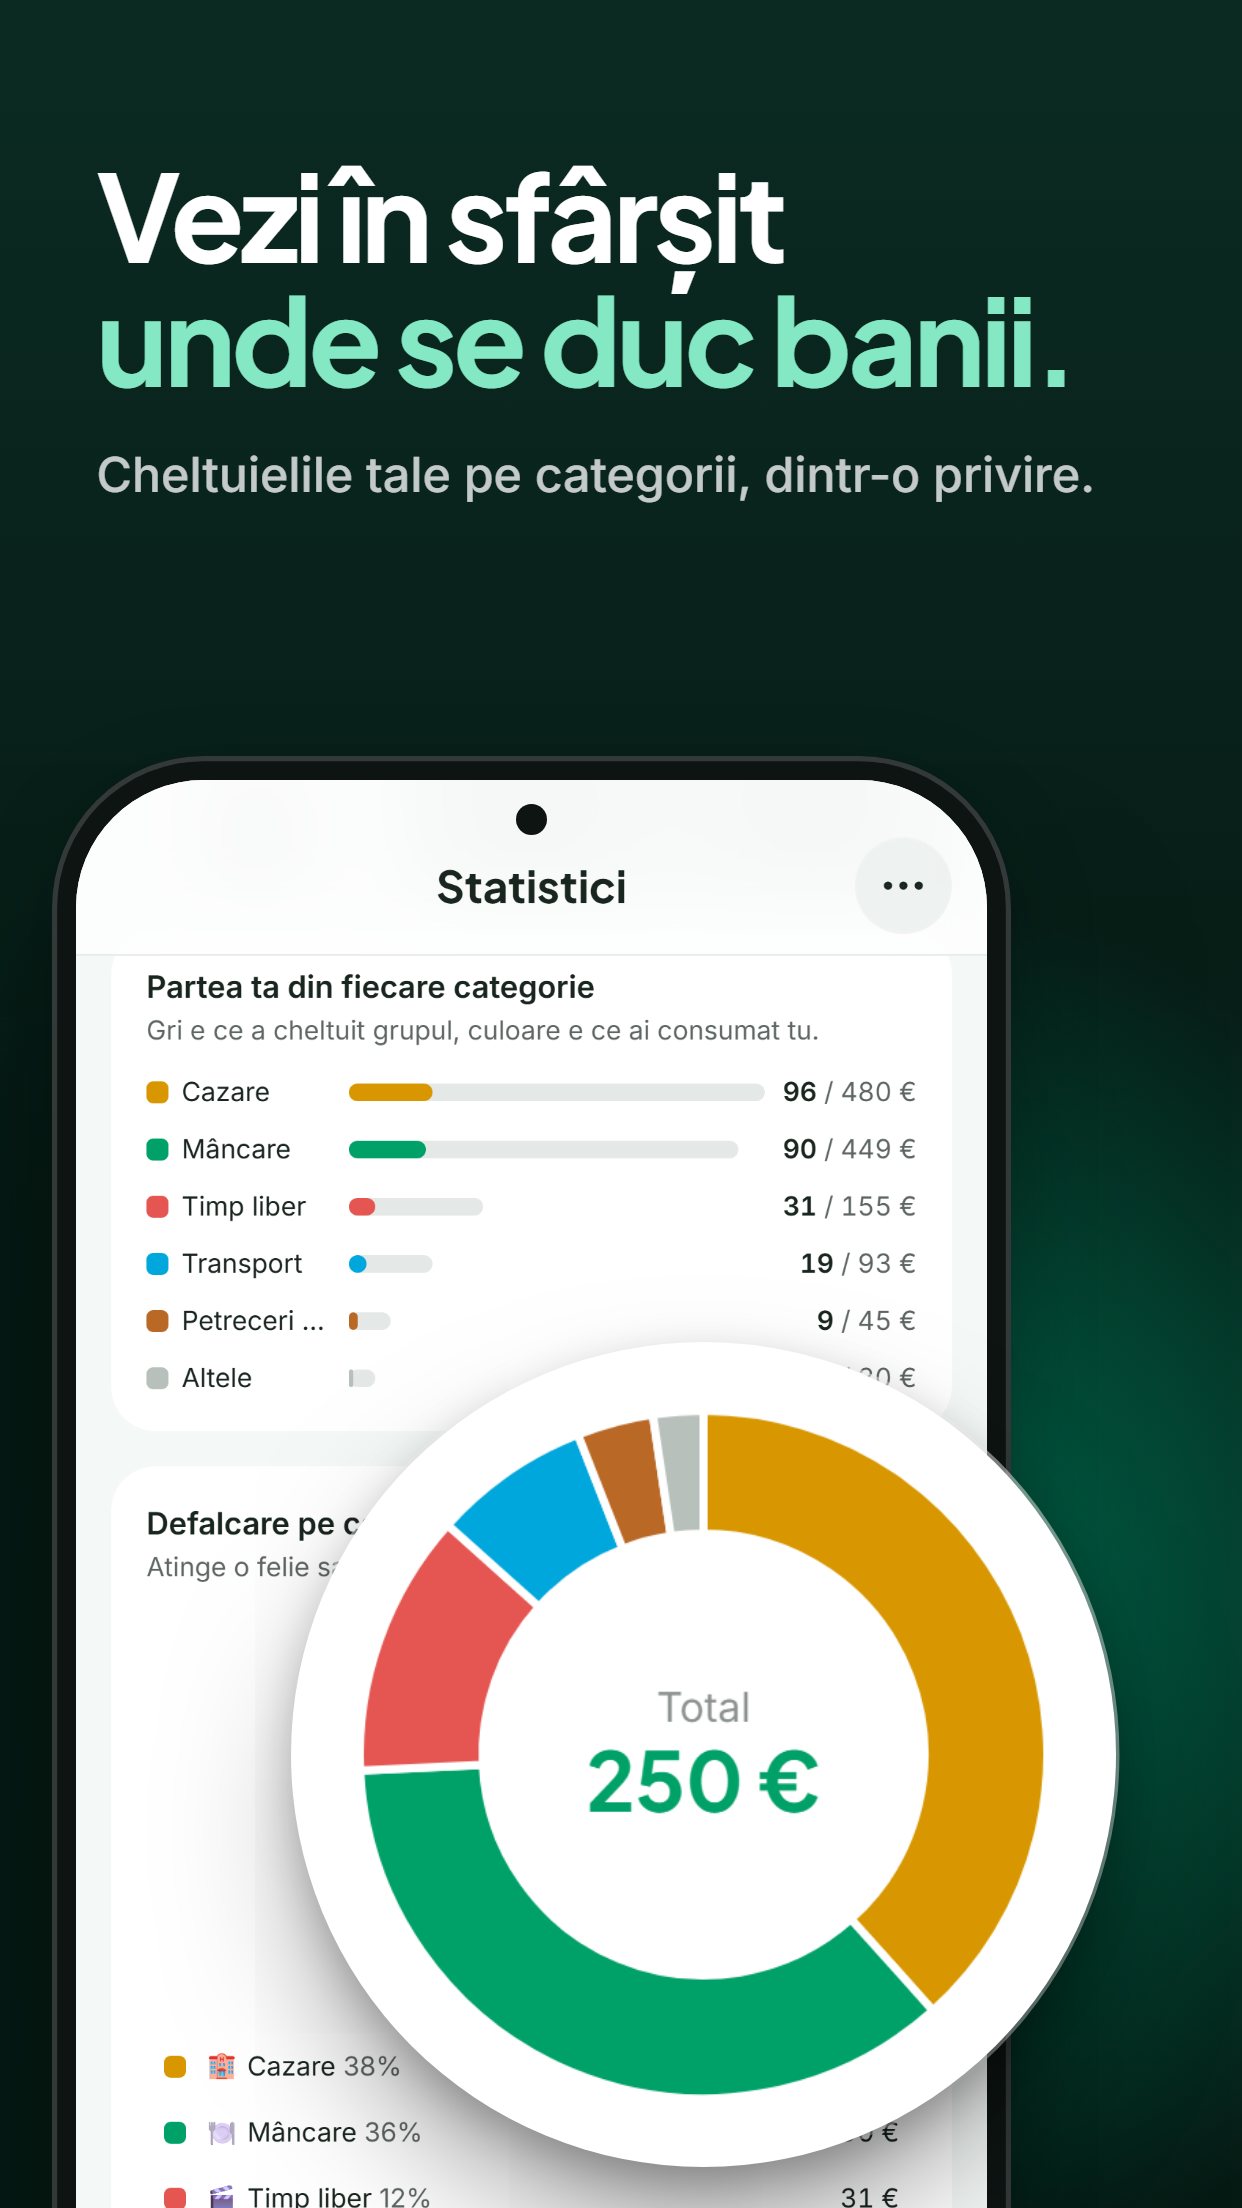 Vezi în sfârșit
unde se duc banii.
Cheltuielile tale pe categorii, dintr-o privire.
Statistici
Partea ta din fiecare categorie
Gri e ce a cheltuit grupul, culoare e ce ai consumat tu.
Cazare 96 / 480 €
Mâncare 90 / 449 €
Timp liber 31 / 155 €
Transport 19 / 93 €
Petreceri ... 9 / 45 €
Altele €
Defalcare pe
Atinge o felie
Total
250 €
Cazare 38%
Mâncare 36% €
Timp liber 12% 31 €